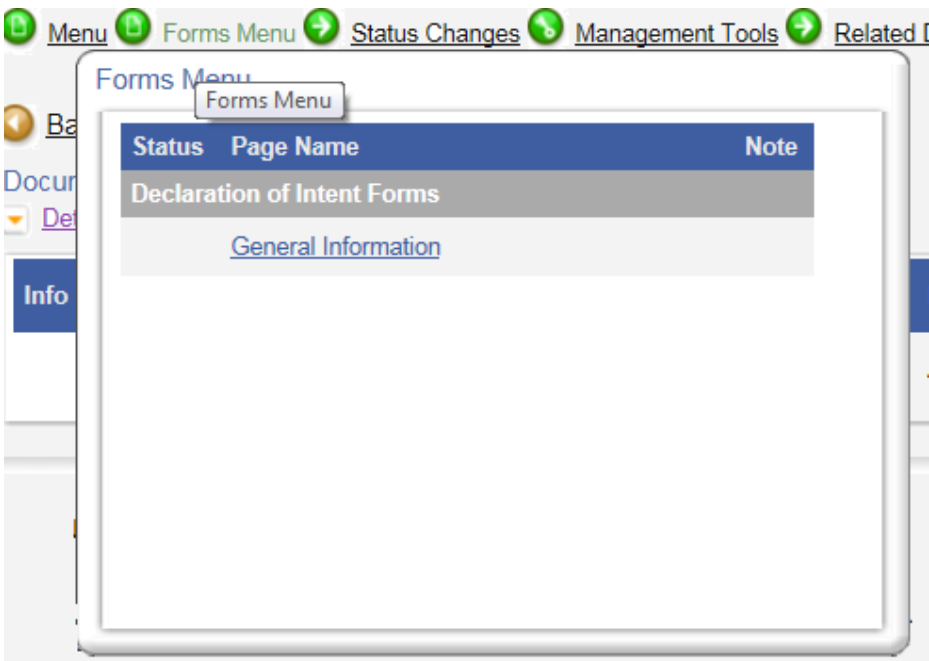 Menu Forms Menu Status Changes Management Tools Related
Forms Menu
Forms Menu
Status Page Name Note
Declaration of Intent Forms
General Information
Info